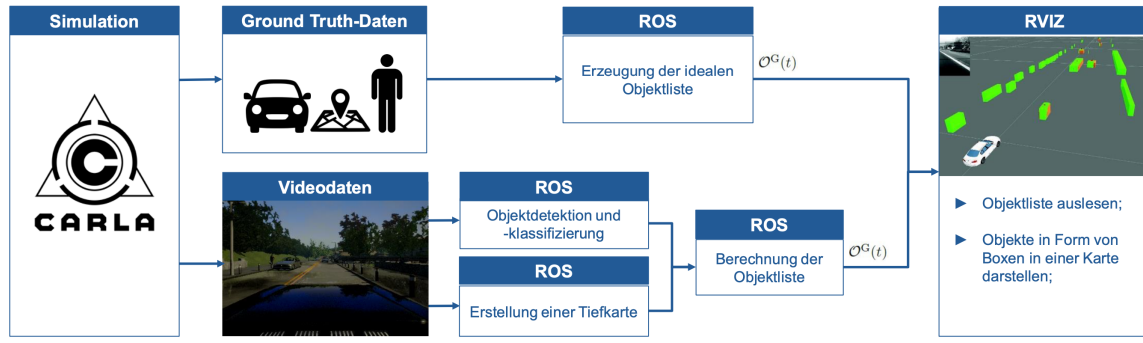 Simulation
CARLA
Ground Truth-Daten
ROS
Erzeugung der idealen
Objektliste
𝒪ᴳ(t)
Videodaten
ROS
Objektdetektion und
-klassifizierung
ROS
Erstellung einer Tiefkarte
ROS
Berechnung der
Objektliste
𝒪ᴳ(t)
RVIZ
► Objektliste auslesen;
► Objekte in Form von
Boxen in einer Karte
darstellen;